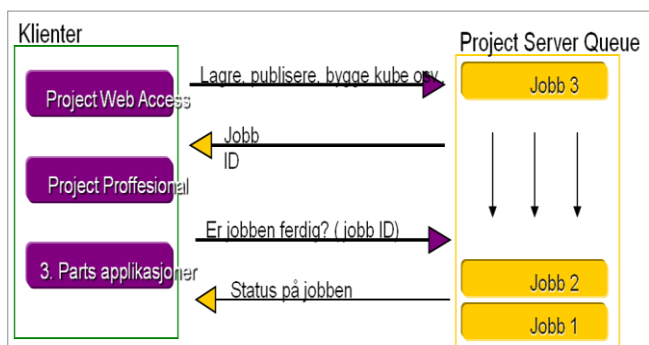 Klienter
Project Server Queue
Project Web Access
Lagre, publisere, bygge kube osv.
Jobb 3
Jobb
ID
Project Proffesional
Er jobben ferdig? ( jobb ID)
3. Parts applikasjoner
Status på jobben
Jobb 2
Jobb 1